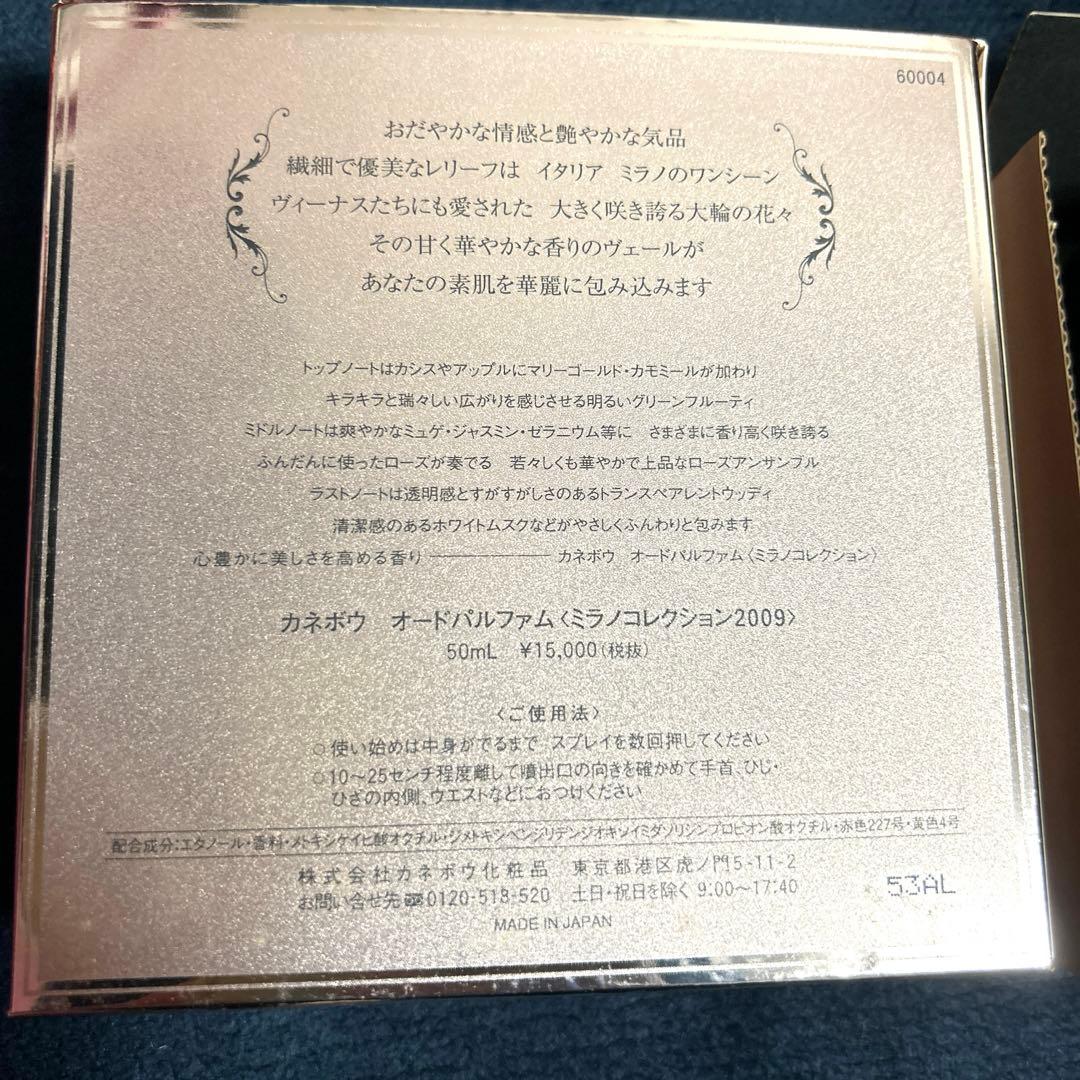 60004
おだやかな情感と艶やかな気品
繊細で優美なレリーフは　イタリア　ミラノのワンシーン
ヴィーナスたちにも愛された　大きく咲き誇る大輪の花々
その甘く華やかな香りのヴェールが
あなたの素肌を華麗に包み込みます
トップノートはカシスやアップルにマリーゴールド・カモミールが加わり
キラキラと瑞々しい広がりを感じさせる明るいグリーンフルーティ
ミドルノートは爽やかなミュゲ・ジャスミン・ゼラニウム等に　さまざまに香り高く咲き誇る
ふんだんに使ったローズが奏でる　若々しくも華やかで上品なローズアンサンブル
ラストノートは透明感とすがすがしさのあるトランスペアレントウッディ
清潔感のあるホワイトムスクなどがやさしくふんわりと包みます
心豊かに美しさを高める香り――――――カネボウ　オードパルファム〈ミラノコレクション〉
カネボウ　オードパルファム〈ミラノコレクション2009〉
50mL　¥15,000(税抜)
〈ご使用法〉
○使い始めは中身がでるまで　スプレイを数回押してください
○10〜25センチ程度離して噴出口の向きを確かめて手首、ひじ・
ひざの内側、ウエストなどにおつけください
配合成分:エタノール・香料・メトキシケイヒ酸オクチル・ジメトキシベンジリデンジオキソイミダゾリジンプロピオン酸オクチル・赤色227号・黄色4号
株式会社カネボウ化粧品　東京都港区虎ノ門5-11-2
お問い合せ先☎0120-518-520　土日・祝日を除く 9:00〜17:40
53AL
MADE IN JAPAN